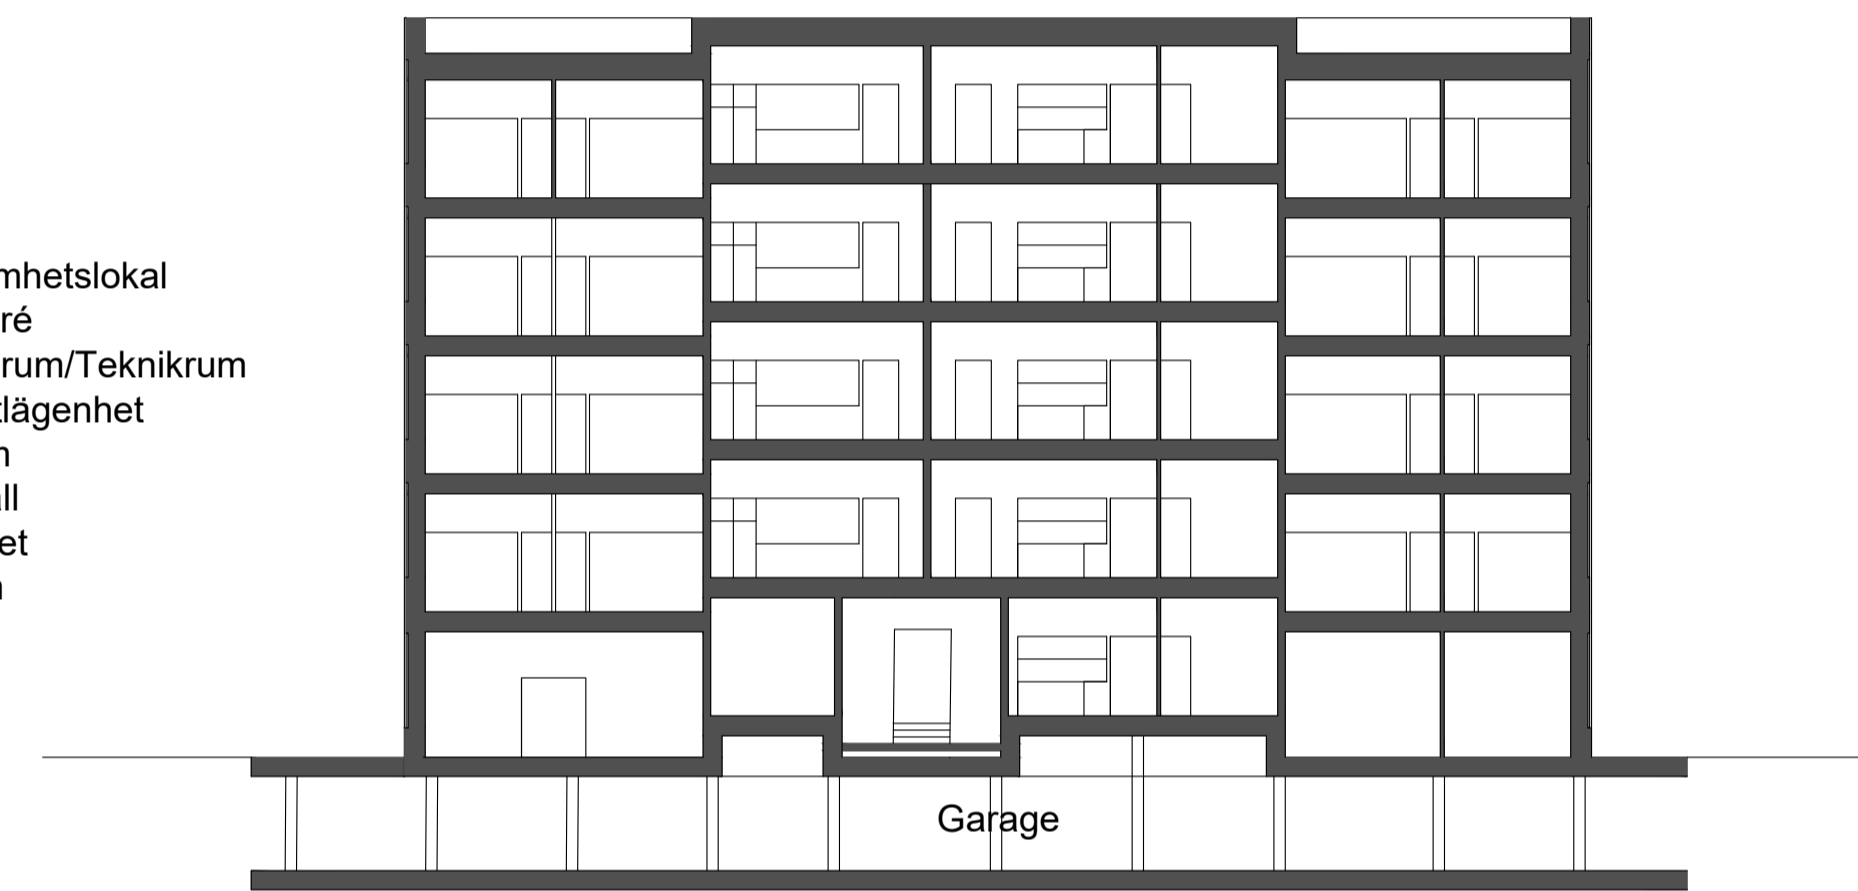 mhetslokal
ré
rum/Teknikrum
tlägenhet
n
all
et
n
Garage